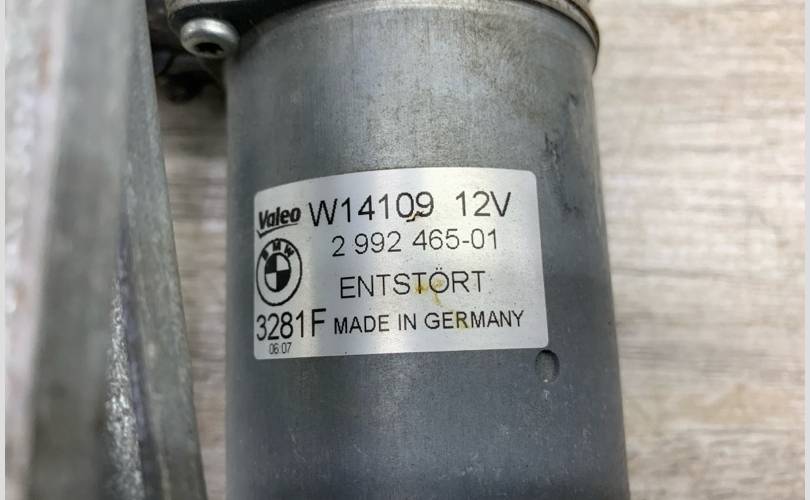 Valeo W14109 12V
2 992 465-01
BMW
ENTSTÖRT
3281F MADE IN GERMANY
06:07